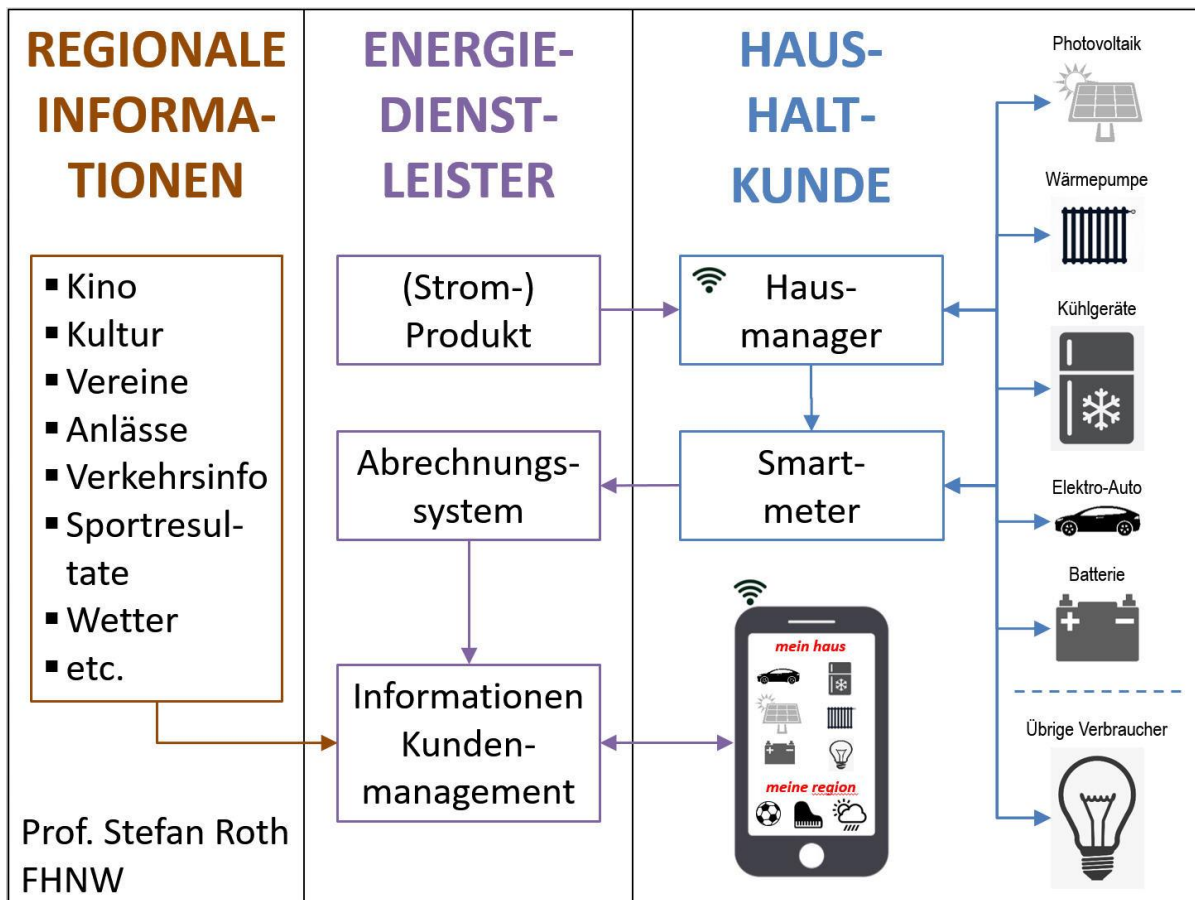 REGIONALE
INFORMA-
TIONEN
▪ Kino
▪ Kultur
▪ Vereine
▪ Anlässe
▪ Verkehrsinfo
▪ Sportresul-
tate
▪ Wetter
▪ etc.
Prof. Stefan Roth
FHNW
ENERGIE-
DIENST-
LEISTER
(Strom-)
Produkt
Abrechnungs-
system
Informationen
Kunden-
management
HAUS-
HALT-
KUNDE
Haus-
manager
Smart-
meter
mein haus
meine region
Photovoltaik
Wärmepumpe
Kühlgeräte
Elektro-Auto
Batterie
Übrige Verbraucher